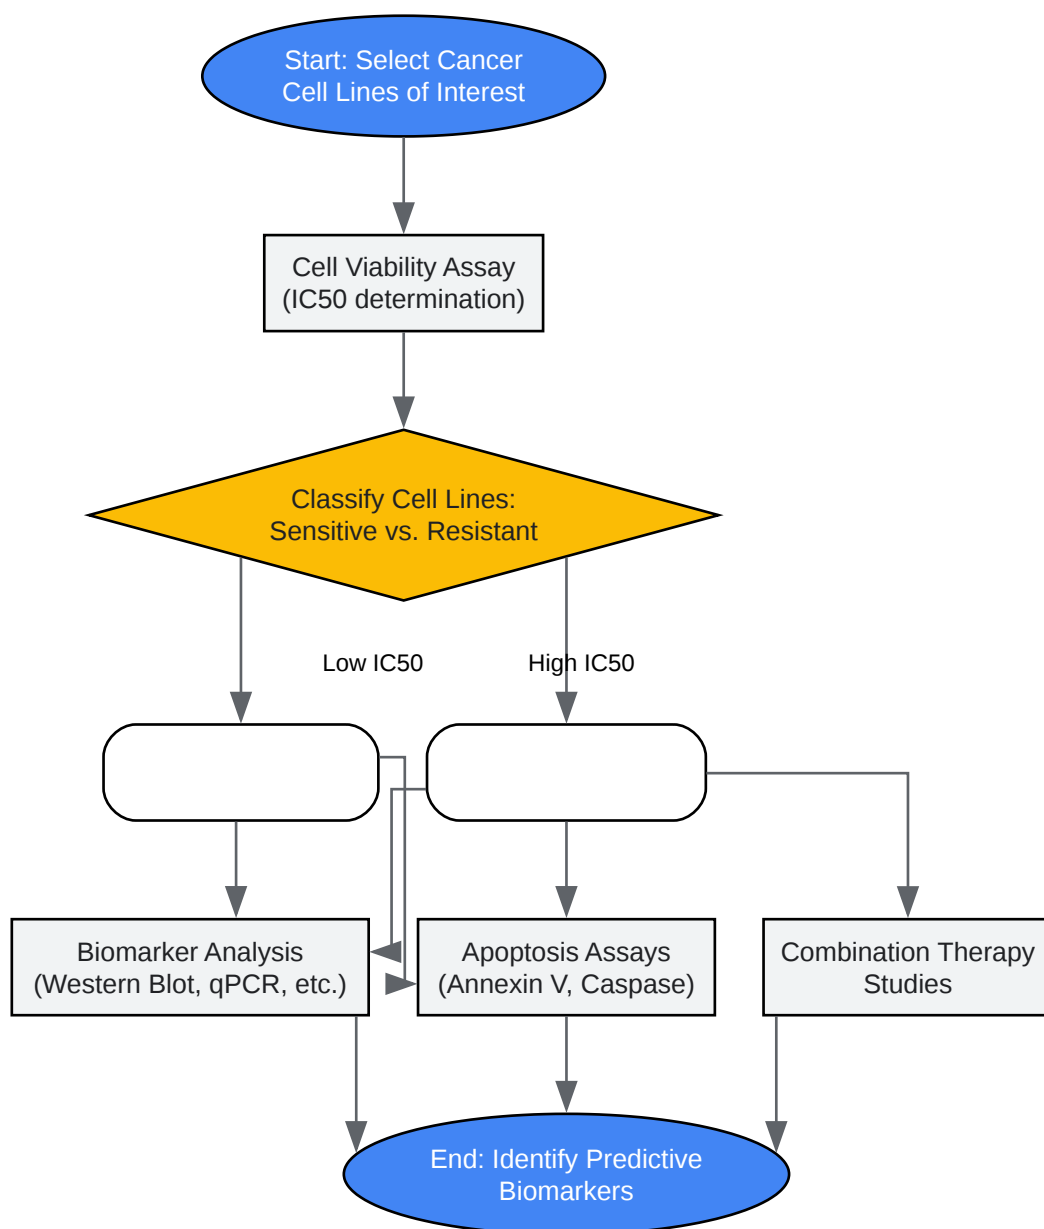 Start: Select Cancer
Cell Lines of Interest
Cell Viability Assay
(IC50 determination)
Classify Cell Lines:
Sensitive vs. Resistant
Low IC50
High IC50
Biomarker Analysis
(Western Blot, qPCR, etc.)
Apoptosis Assays
(Annexin V, Caspase)
Combination Therapy
Studies
End: Identify Predictive
Biomarkers